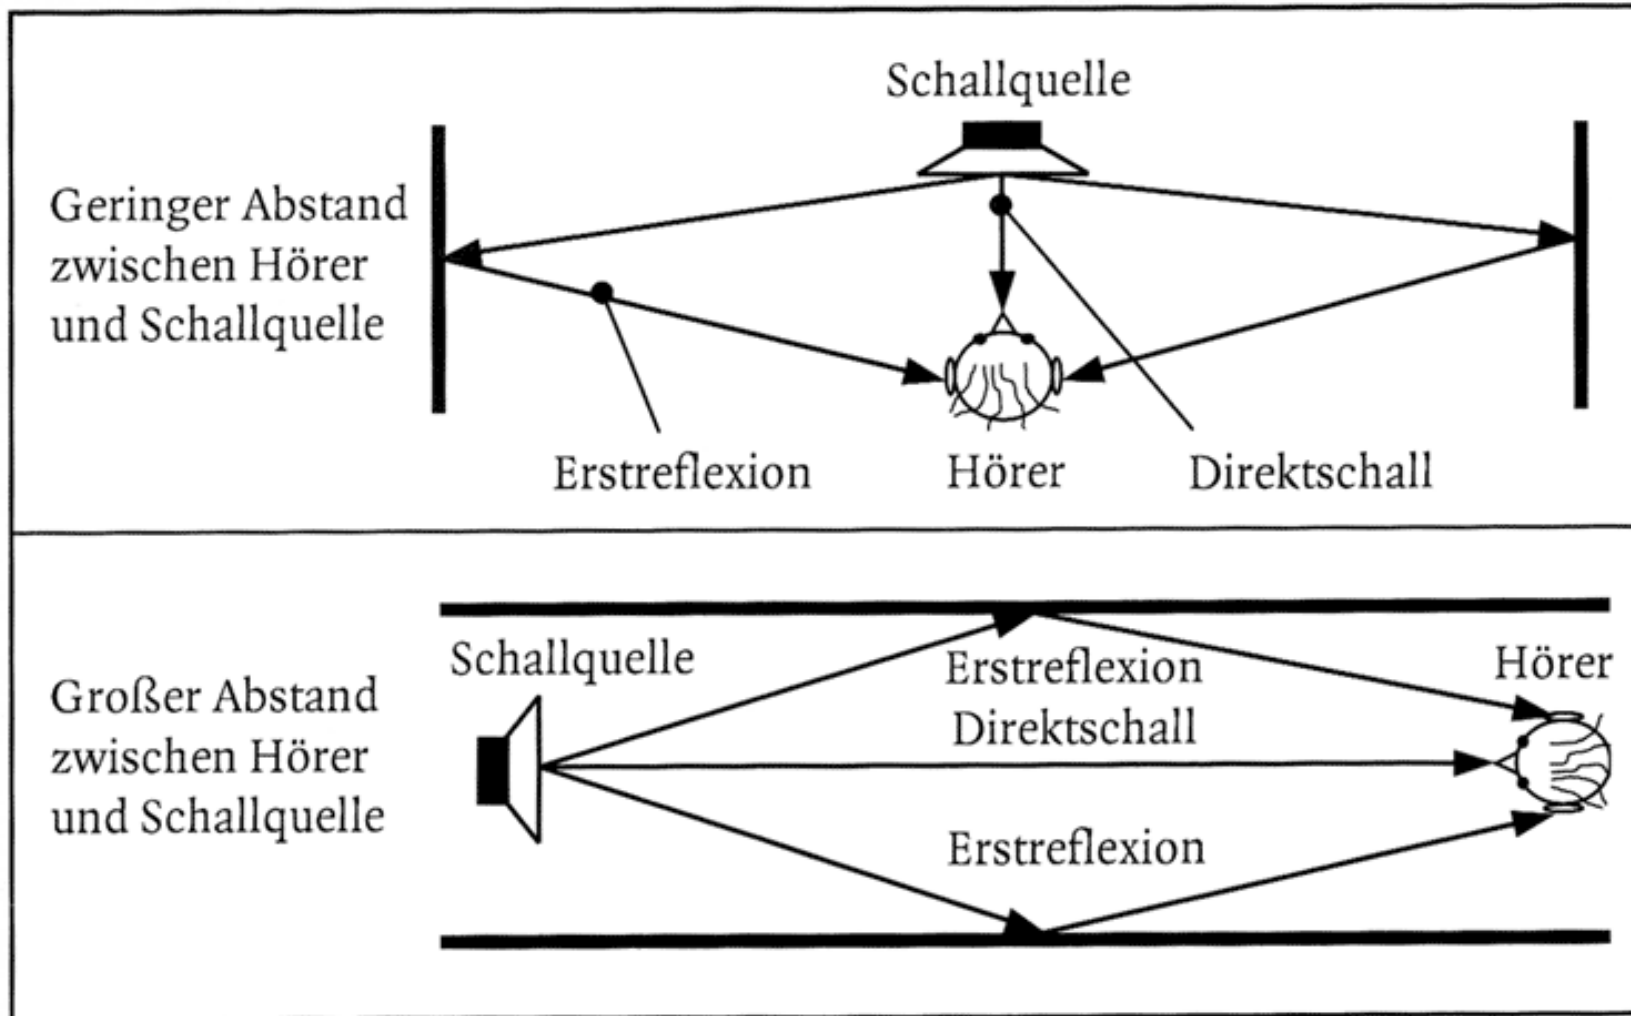 Schallquelle
Geringer Abstand
zwischen Hörer
und Schallquelle
Erstreflexion
Hörer
Direktschall
Schallquelle
Erstreflexion
Hörer
Großer Abstand
zwischen Hörer
und Schallquelle
Direktschall
Erstreflexion